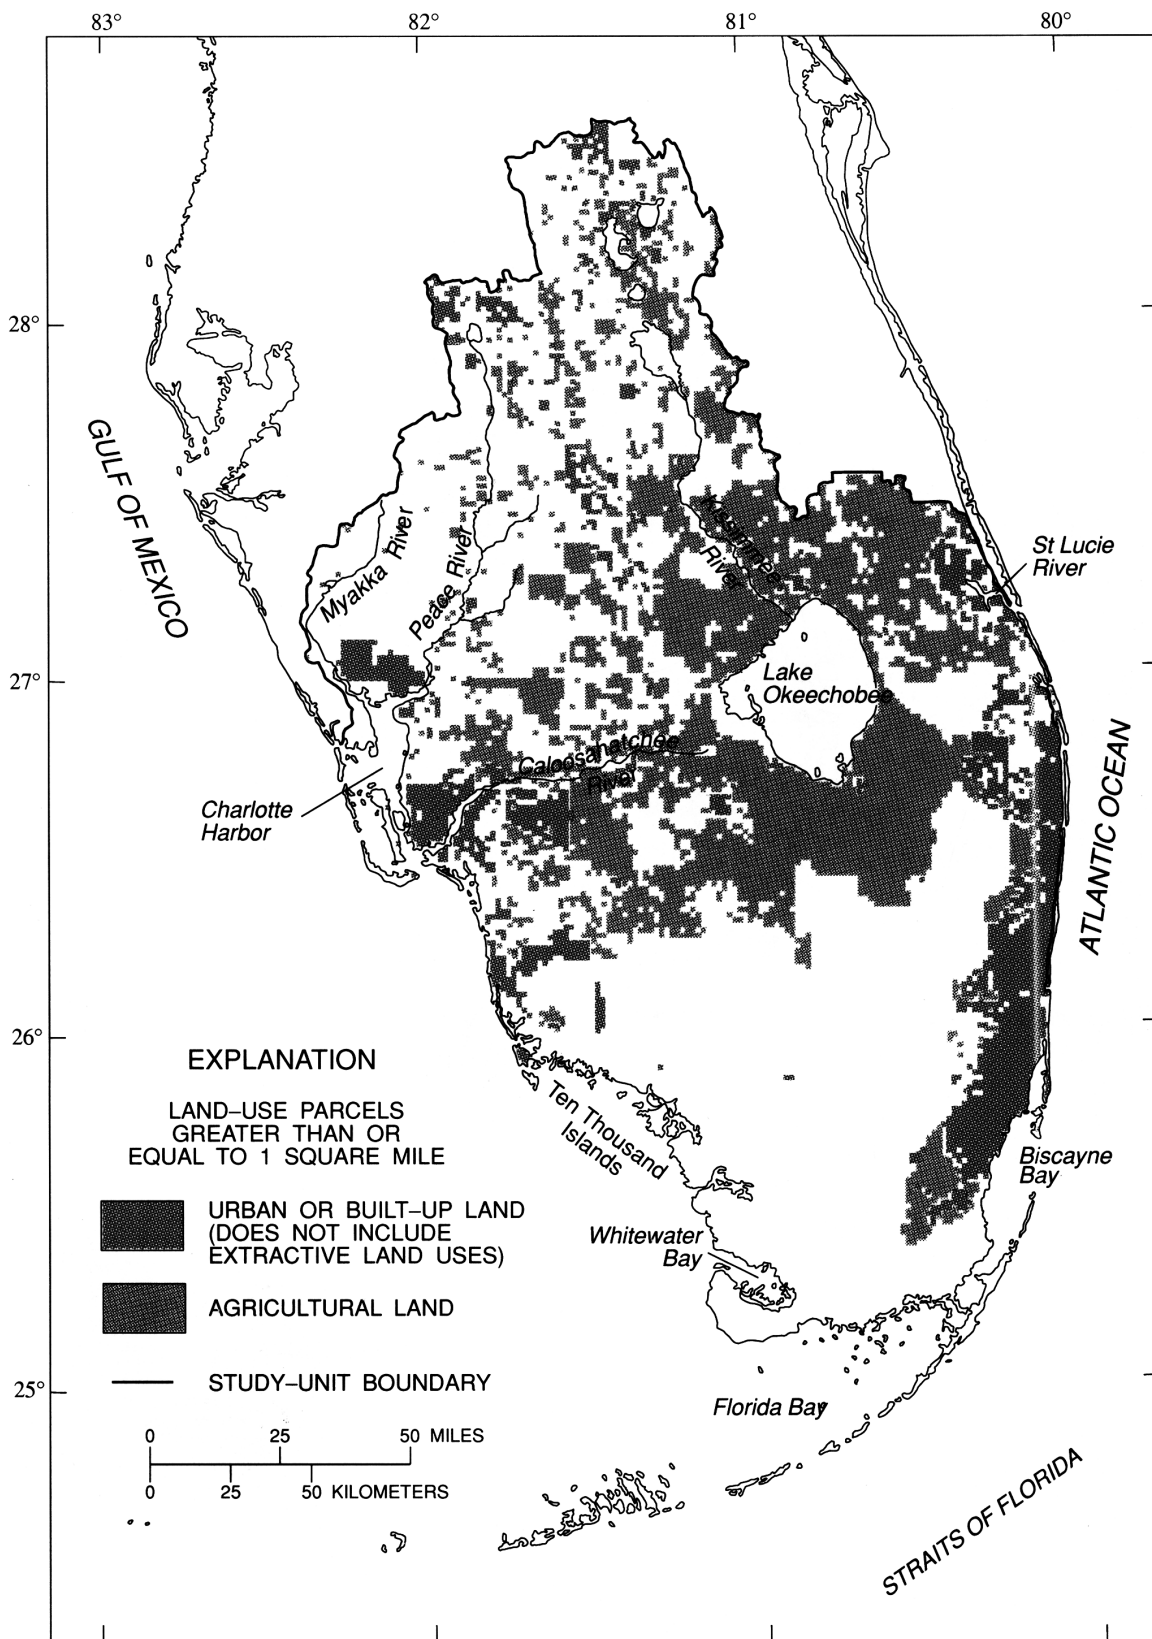 83°
82°
81°
80°
28°
27°
26°
25°
GULF OF MEXICO
Myakka River
Peace River
Kissimmee
River
St Lucie
River
Lake
Okeechobee
Caloosahatchee
River
Charlotte
Harbor
ATLANTIC OCEAN
Ten Thousand
Islands
Biscayne
Bay
Whitewater
Bay
Florida Bay
STRAITS OF FLORIDA
EXPLANATION
LAND–USE PARCELS
GREATER THAN OR
EQUAL TO 1 SQUARE MILE
URBAN OR BUILT–UP LAND
(DOES NOT INCLUDE
EXTRACTIVE LAND USES)
AGRICULTURAL LAND
STUDY–UNIT BOUNDARY
0 25 50 MILES
0 25 50 KILOMETERS